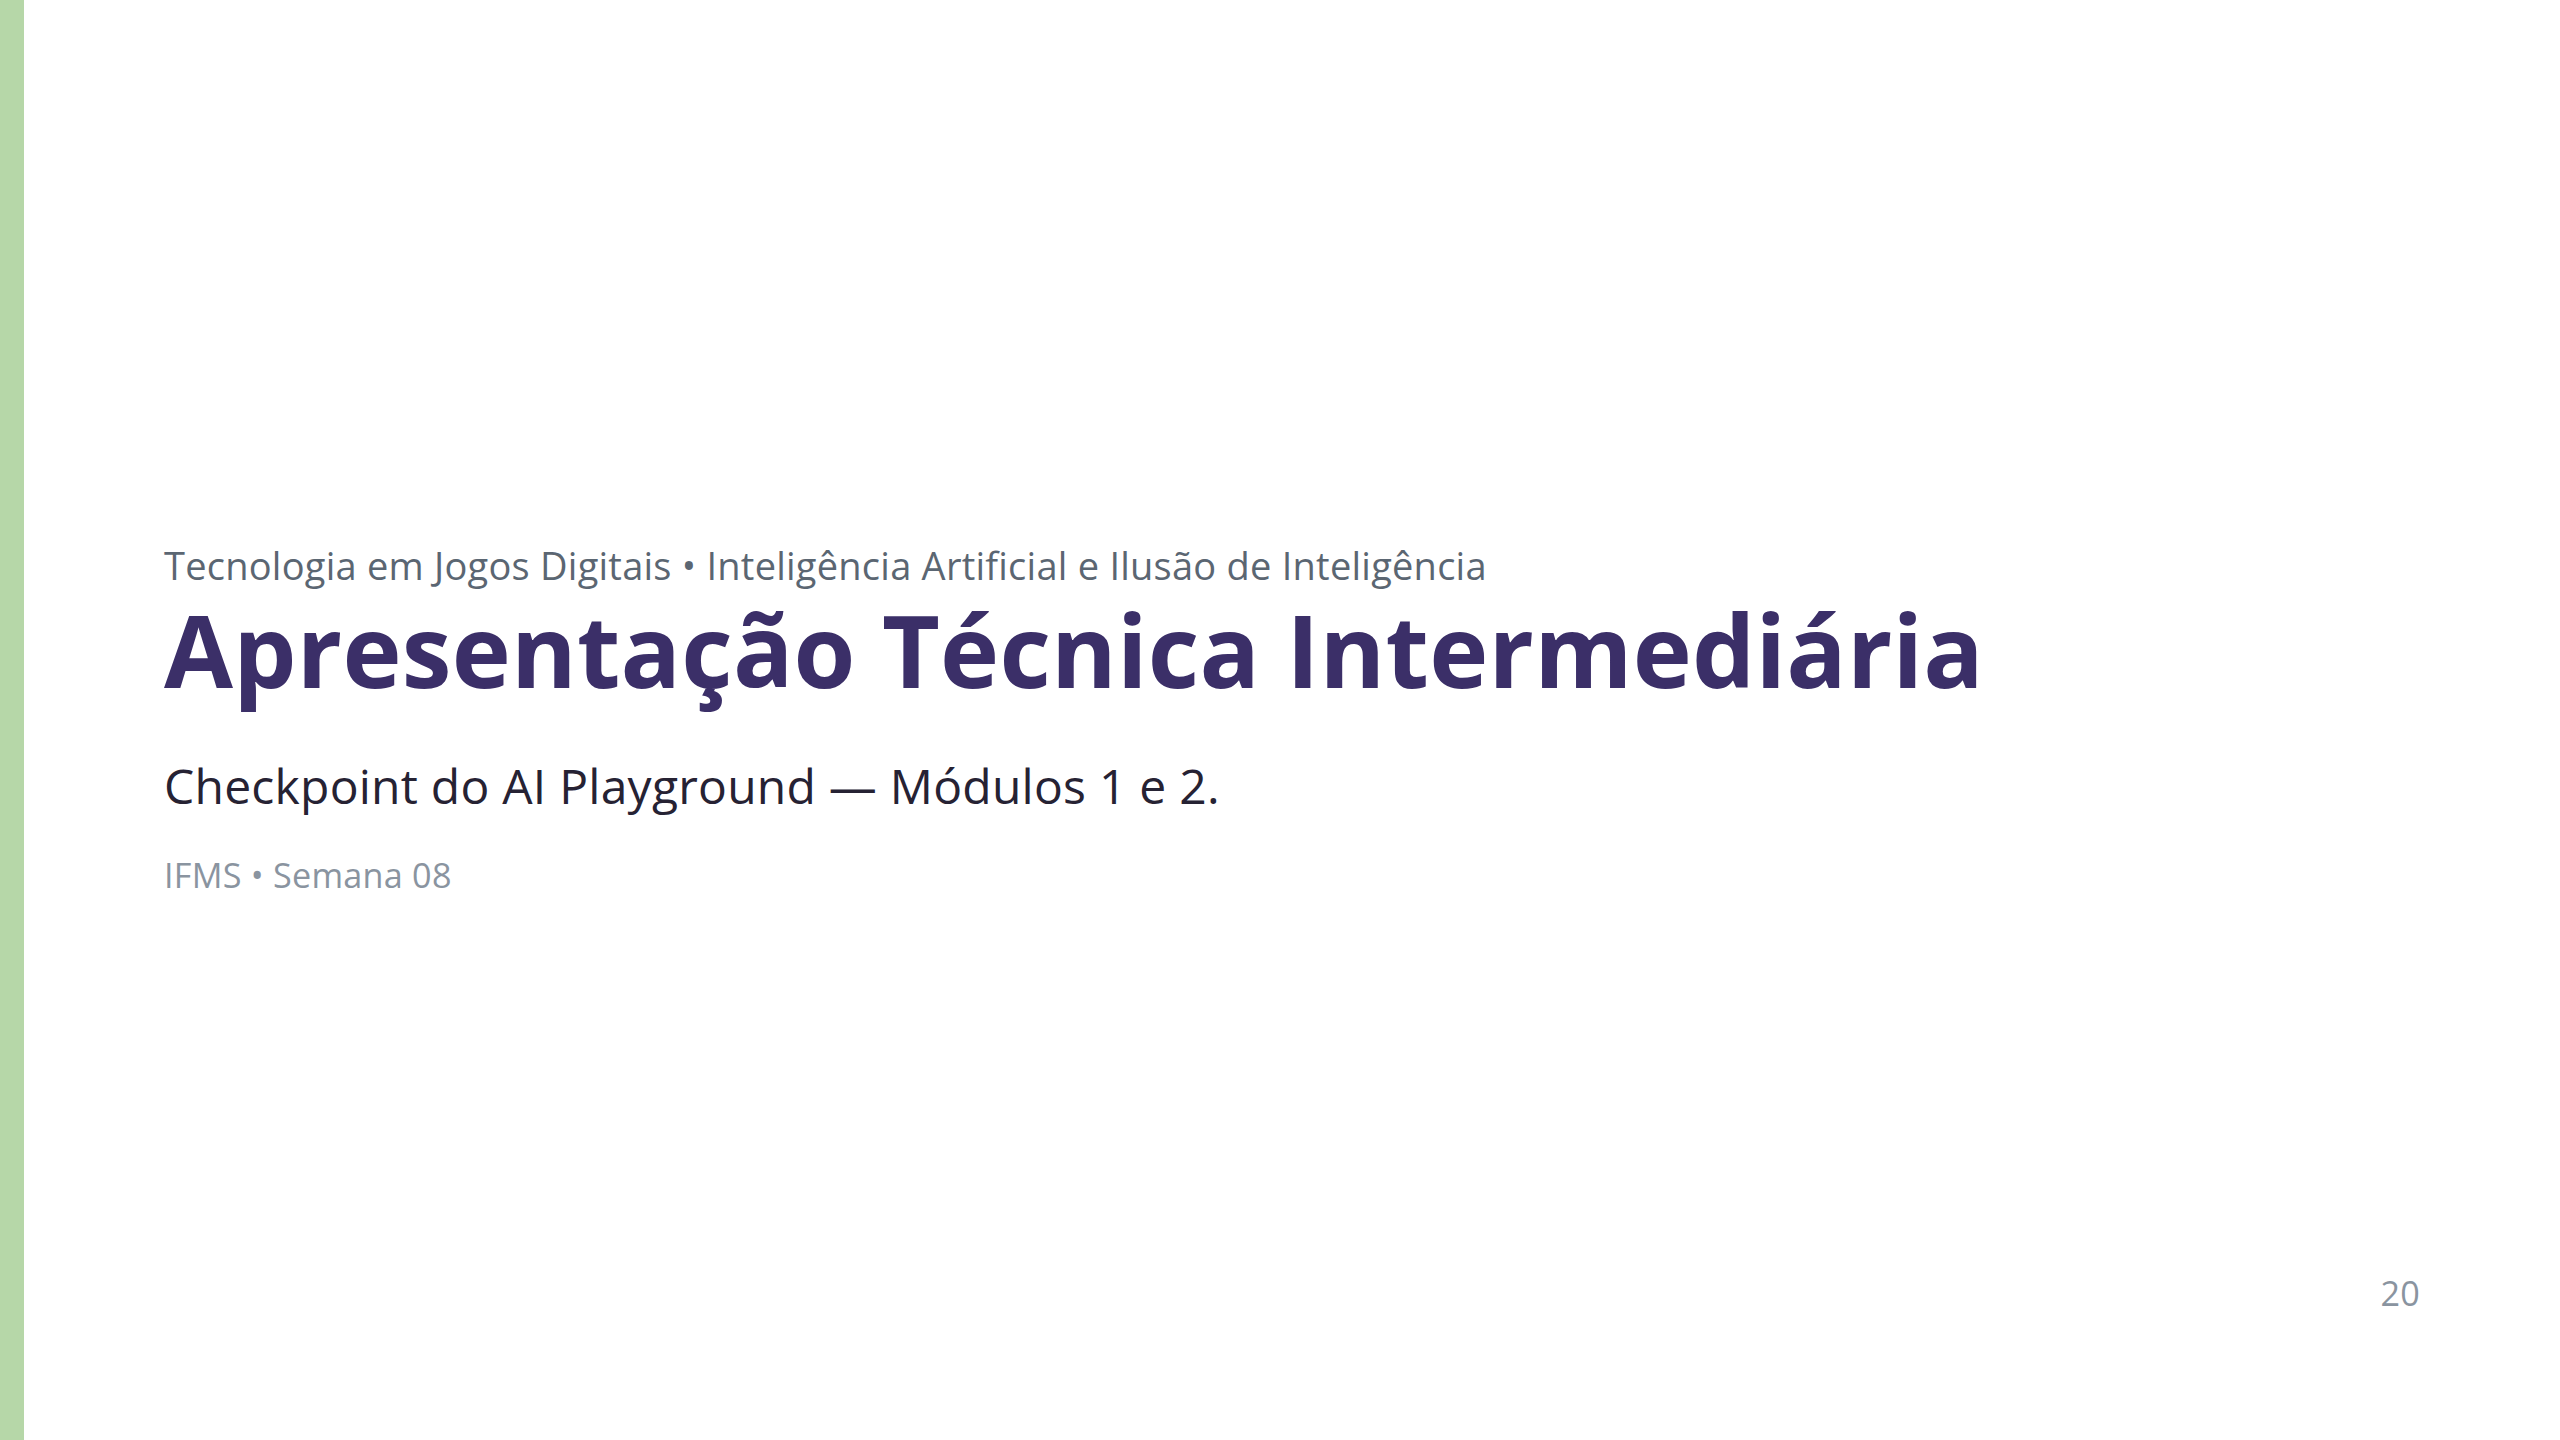 Tecnologia em Jogos Digitais • Inteligência Artificial e Ilusão de Inteligência
Apresentação Técnica Intermediária
Checkpoint do AI Playground — Módulos 1 e 2.
IFMS • Semana 08
20